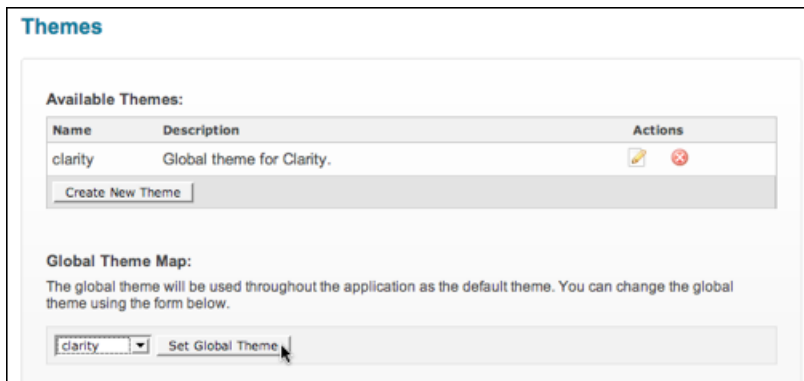 Themes
Available Themes:
Name Description Actions
clarity Global theme for Clarity.
Create New Theme
Global Theme Map:
The global theme will be used throughout the application as the default theme. You can change the global
theme using the form below.
clarity Set Global Theme